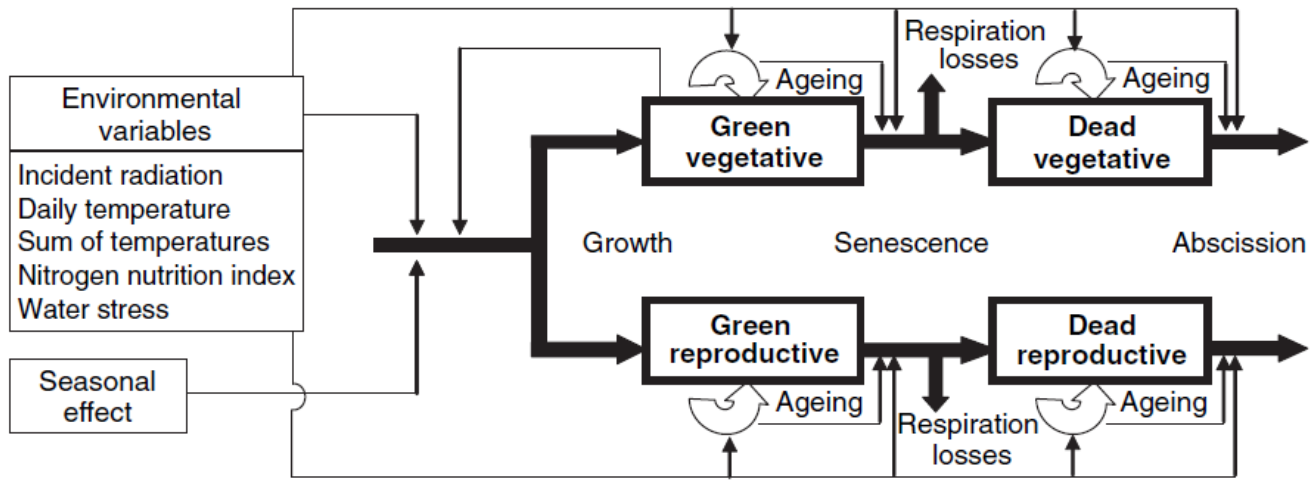 Environmental
variables
Incident radiation
Daily temperature
Sum of temperatures
Nitrogen nutrition index
Water stress
Seasonal
effect
Respiration
losses
Ageing
Ageing
Green
vegetative
Dead
vegetative
Growth
Senescence
Abscission
Green
reproductive
Dead
reproductive
Ageing
Ageing
Respiration
losses